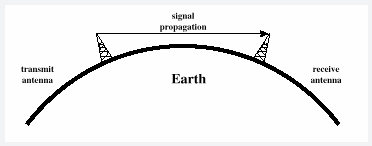 signal
propagation
transmit
antenna
Earth
receive
antenna